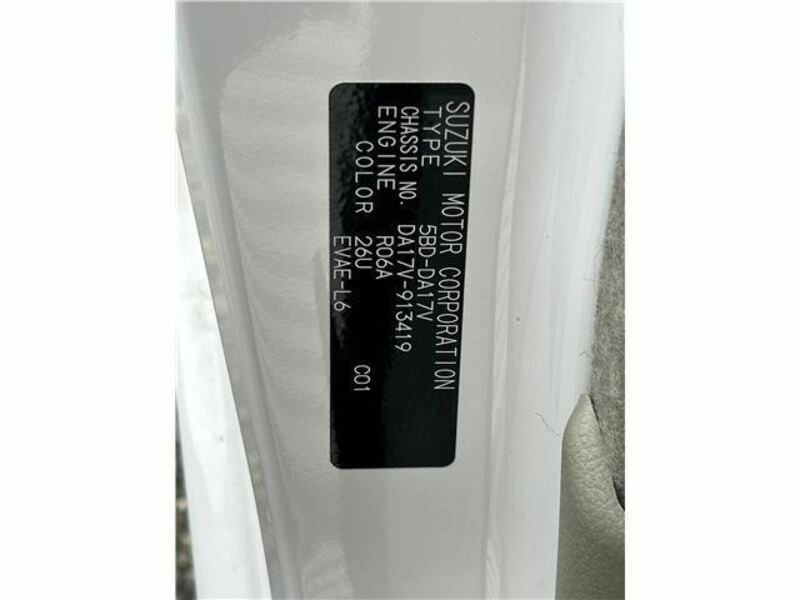 SUZUKI MOTOR CORPORATION
TYPE 5BD-DA17V
CHASSIS NO. DA17V-913419
ENGINE R06A
COLOR 26U C01
EVAE-L6